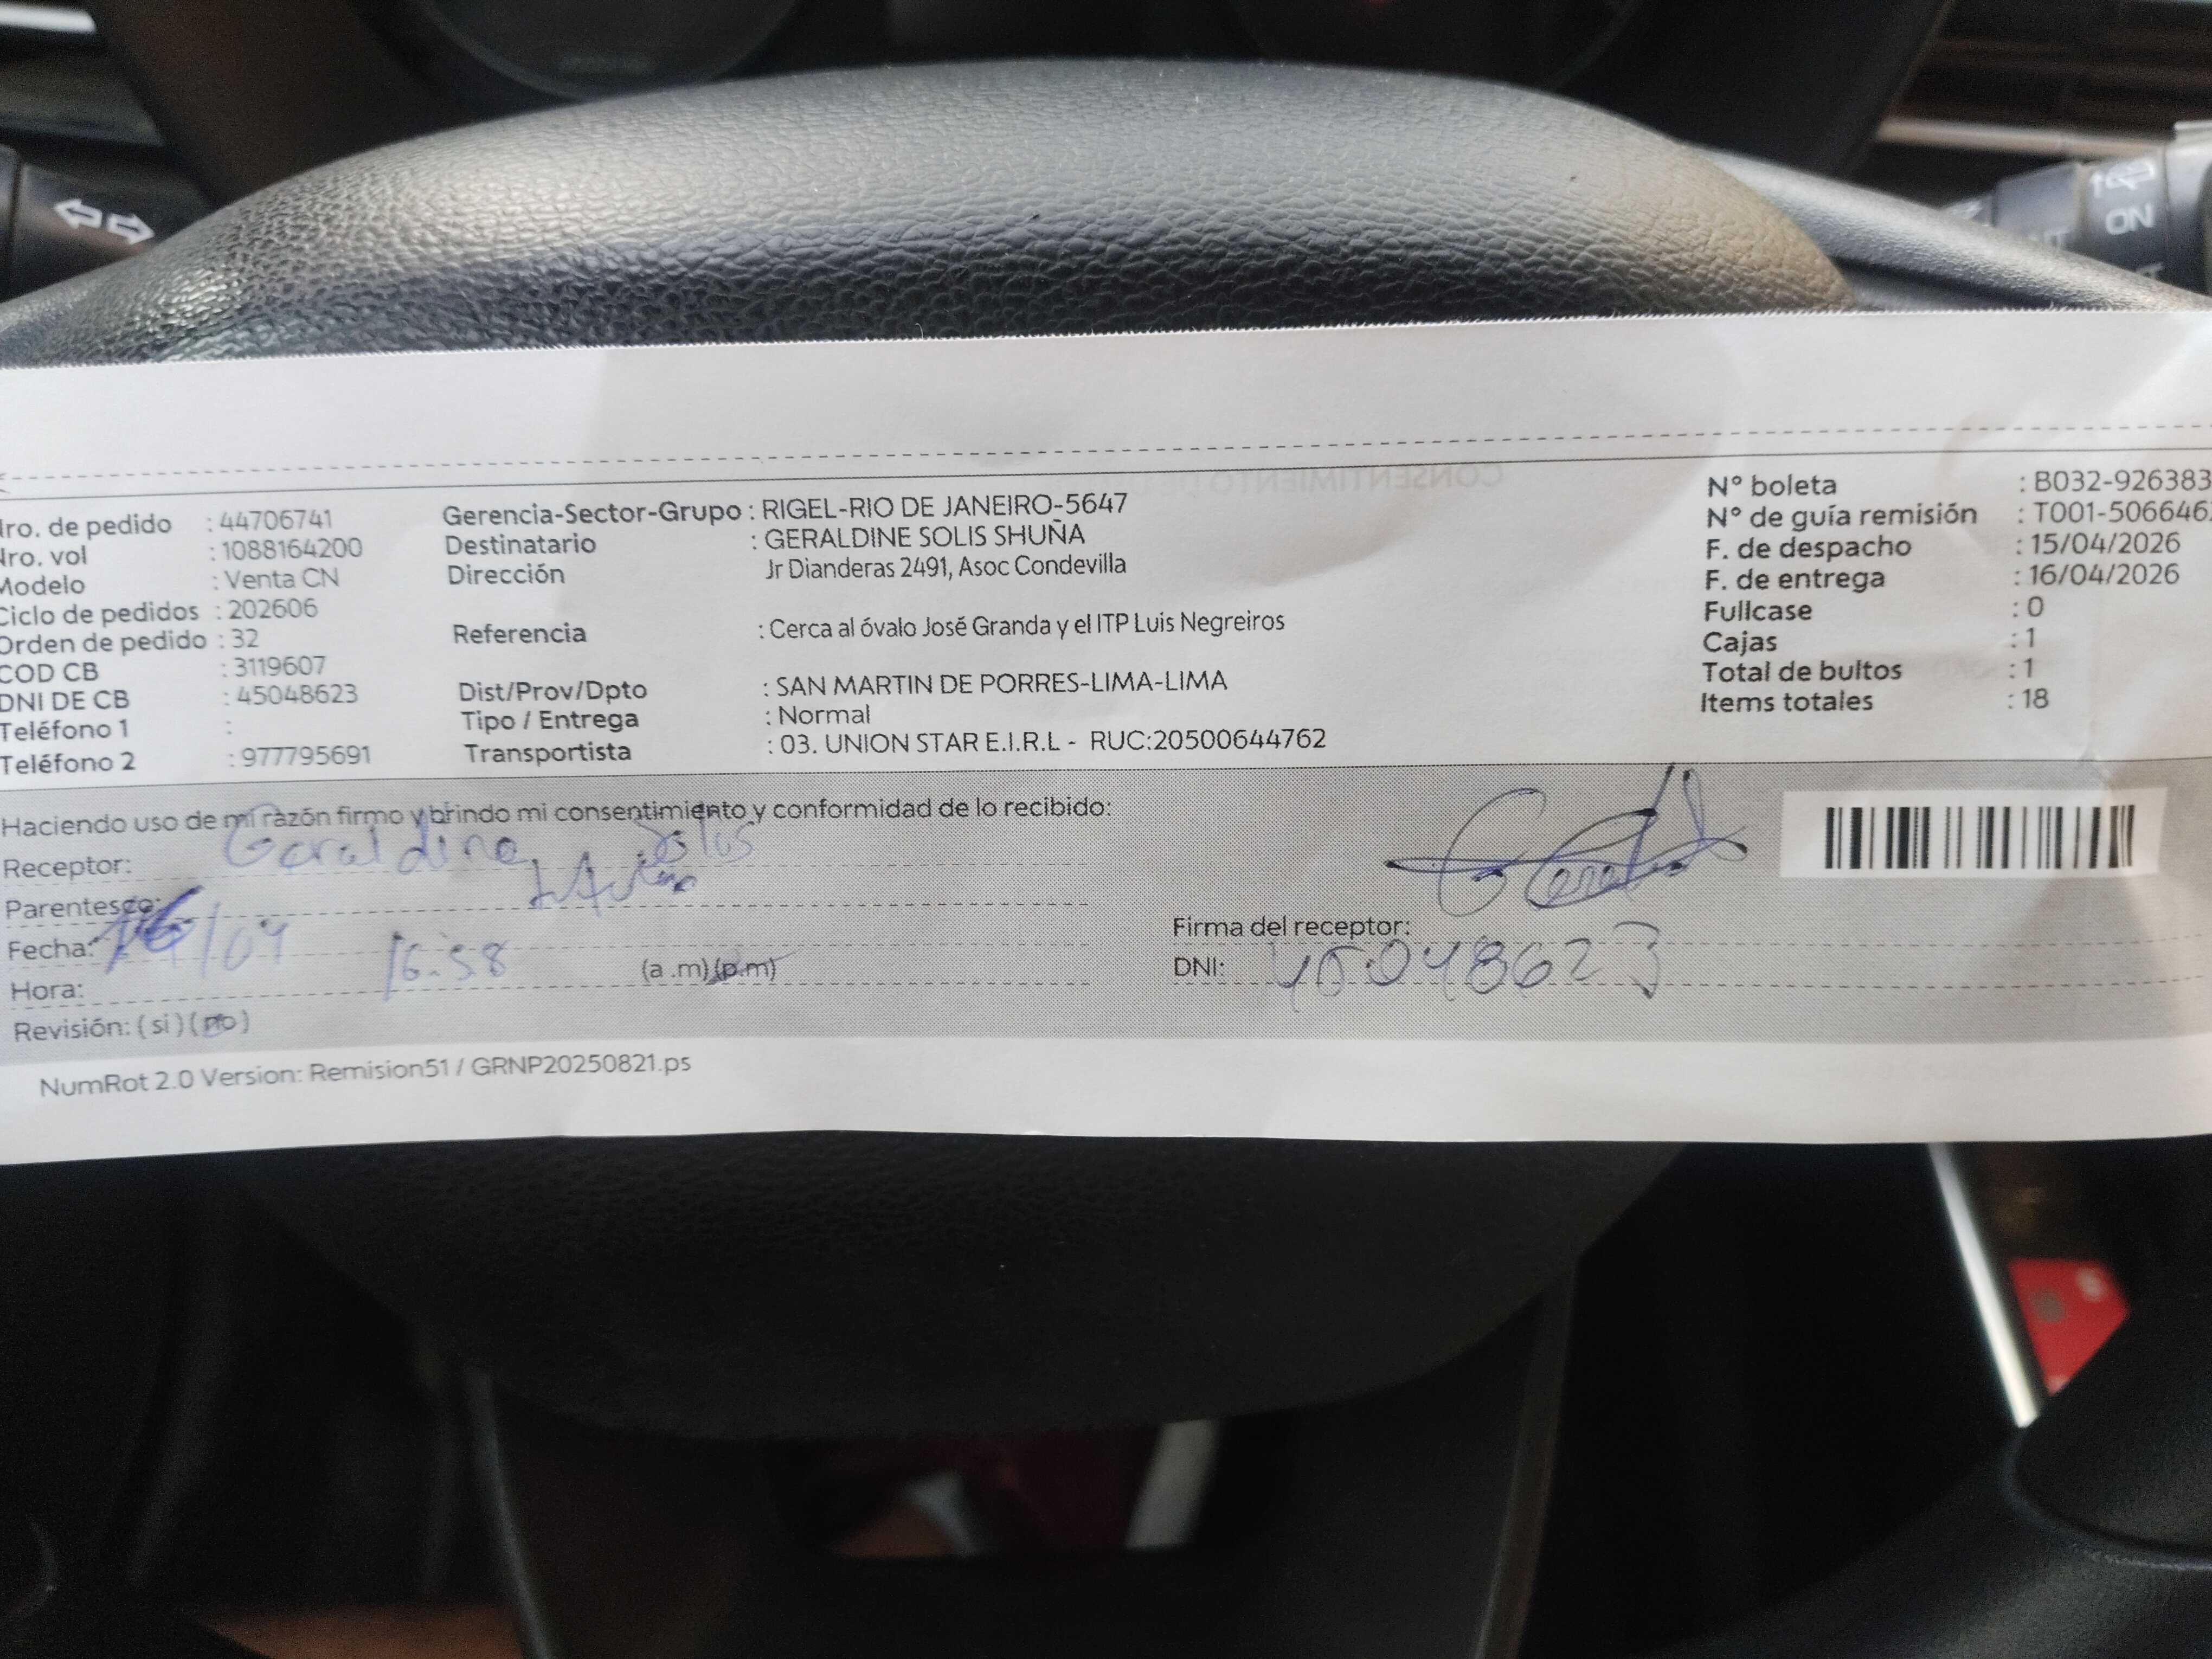 ON
CONSENTIMIENTO DE
Nro. de pedido : 44706741
Nro. vol : 1088164200
Modelo : Venta CN
Ciclo de pedidos : 202606
Orden de pedido : 32
COD CB : 3119607
DNI DE CB : 45048623
Teléfono 1 :
Teléfono 2 : 977795691
Gerencia-Sector-Grupo : RIGEL-RIO DE JANEIRO-5647
Destinatario : GERALDINE SOLIS SHUÑA
Dirección Jr Dianderas 2491, Asoc Condevilla
Referencia : Cerca al óvalo José Granda y el ITP Luis Negreiros
Dist/Prov/Dpto : SAN MARTIN DE PORRES-LIMA-LIMA
Tipo / Entrega : Normal
Transportista : 03. UNION STAR E.I.R.L - RUC:20500644762
N° boleta : B032-926383
N° de guía remisión : T001-506646
F. de despacho : 15/04/2026
F. de entrega : 16/04/2026
Fullcase : 0
Cajas : 1
Total de bultos : 1
Items totales : 18
Haciendo uso de mi razón firmo y brindo mi consentimiento y conformidad de lo recibido:
Receptor: Geraldine Solis
Parentesco:
Fecha: 16/04
Hora: 16:58 (a.m)(p.m)
Revisión: (si)(no)
Firma del receptor:
DNI: 45048623
NumRot 2.0 Version: Remision51 / GRNP20250821.ps